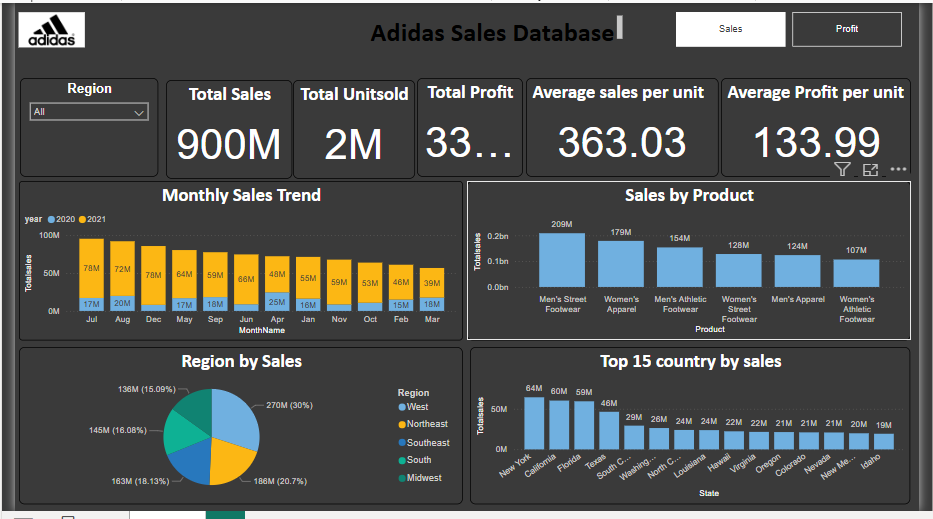 adidas
Adidas Sales Database
Sales
Profit
Region
All
Total Sales
900M
Total Unitsold
2M
Total Profit
33...
Average sales per unit
363.03
Average Profit per unit
133.99
Monthly Sales Trend
year 2020 2021
Totalsales
100M
50M
0M
78M 72M 78M 64M 59M 66M 48M 55M 59M 53M 46M 39M
17M 20M 17M 18M 25M 16M 15M 18M
Jul Aug Dec May Sep Jun Apr Jan Nov Oct Feb Mar
MonthName
Sales by Product
Totalsales
0.2bn
0.1bn
0.0bn
209M 179M 154M 128M 124M 107M
Men's Street Footwear
Women's Apparel
Men's Athletic Footwear
Women's Street Footwear
Men's Apparel
Women's Athletic Footwear
Product
Region by Sales
136M (15.09%)
270M (30%)
145M (16.08%)
163M (18.13%)
186M (20.7%)
Region
West
Northeast
Southeast
South
Midwest
Top 15 country by sales
Totalsales
50M
0M
64M 60M 59M 46M 29M 26M 24M 24M 22M 22M 21M 21M 21M 20M 19M
New York
California
Florida
Texas
South C...
Washing...
North C...
Louisiana
Hawaii
Virginia
Oregon
Colorado
Nevada
New Me...
Idaho
State